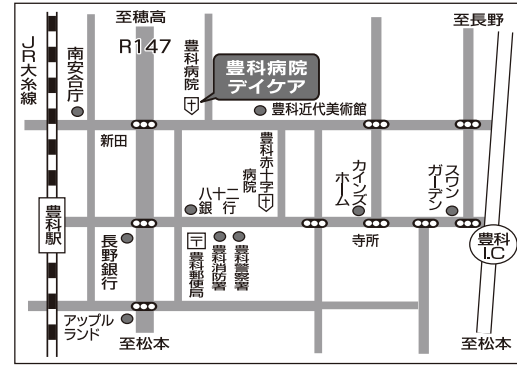 至穂高
至長野
JR大糸線
R147
南安合庁
豊科病院
豊科病院
デイケア
豊科近代美術館
新田
豊科赤十字
病院
カインズ
ホーム
スワン
ガーデン
八十二
銀行
豊科駅
長野銀行
豊科郵便局
豊科消防署
豊科警察署
寺所
豊科
I.C
アップル
ランド
至松本
至松本